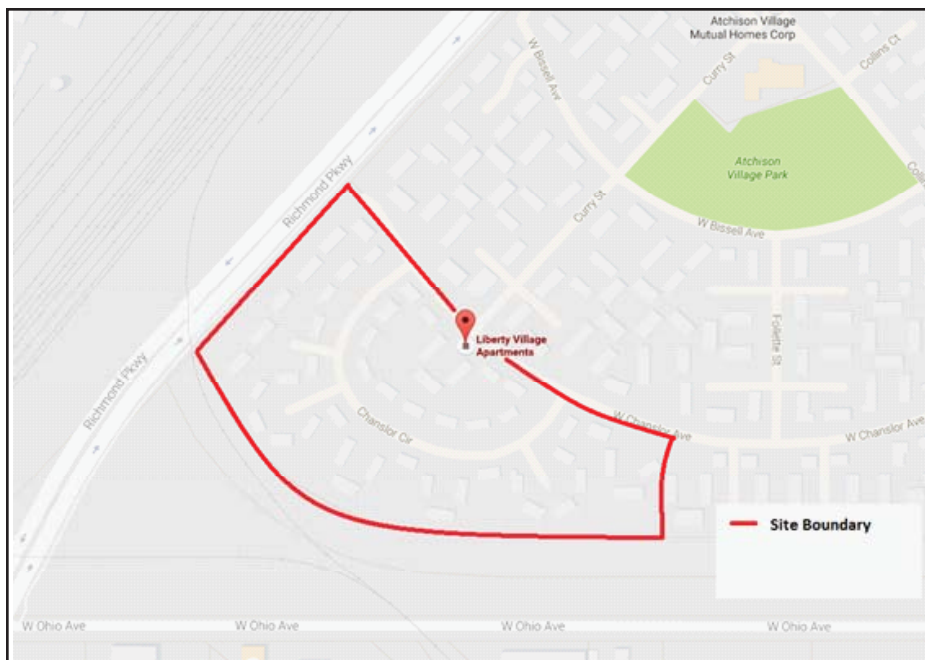 Atchison Village
Mutual Homes Corp
W Bissell Ave
Curry St
Collins Ct
Richmond Pkwy
Atchison
Village Park
Collins
Curry St
W Bissell Ave
Liberty Village
Apartments
Follette St
Richmond Pkwy
Chanslor Cir
W Chanslor Ave
W Chanslor Ave
Site Boundary
W Ohio Ave
W Ohio Ave
W Ohio Ave
W Ohio Ave